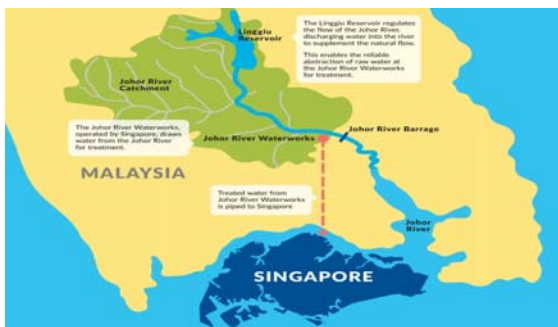 The Linggiu Reservoir regulates
the flow of the Johor River,
discharging water into the river
to supplement the natural flow.
This enables the reliable
abstraction of raw water at
the Johor River Waterworks
for treatment.
Linggiu
Reservoir
Johor River
Catchment
The Johor River Waterworks,
operated by Singapore, draws
water from the Johor River
for treatment.
Johor River Waterworks
Johor River Barrage
MALAYSIA
Treated water from
Johor River Waterworks
is piped to Singapore
Johor
River
SINGAPORE